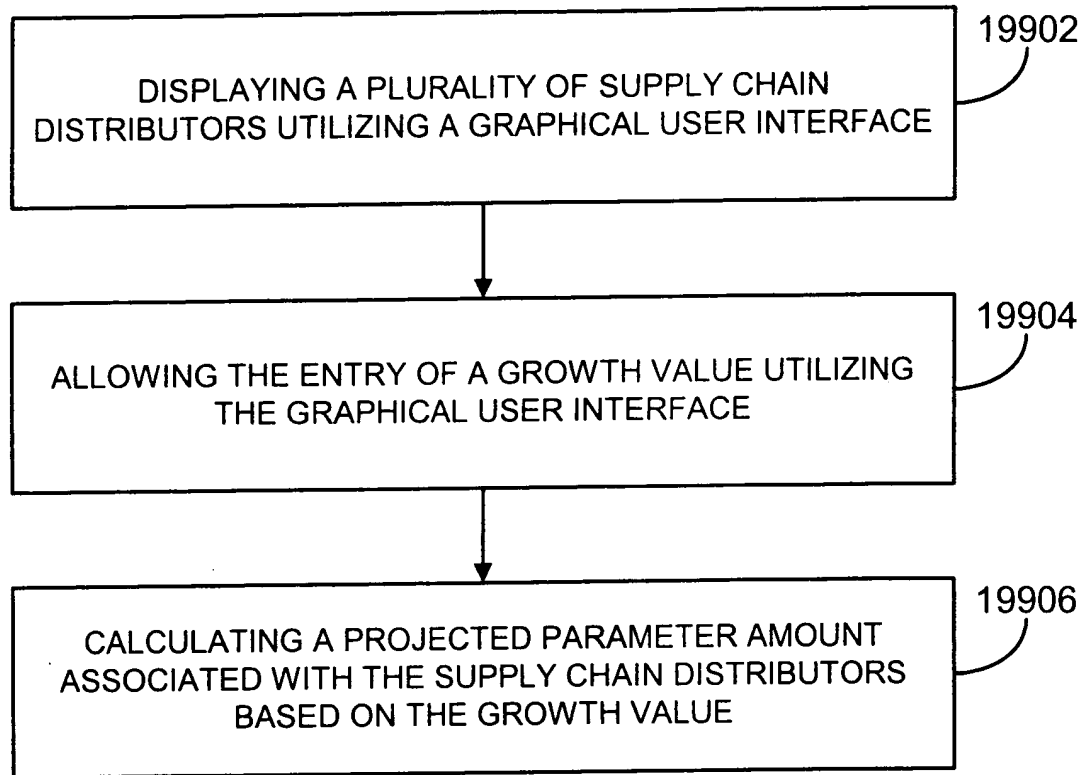 19902
DISPLAYING A PLURALITY OF SUPPLY CHAIN
DISTRIBUTORS UTILIZING A GRAPHICAL USER INTERFACE
19904
ALLOWING THE ENTRY OF A GROWTH VALUE UTILIZING
THE GRAPHICAL USER INTERFACE
19906
CALCULATING A PROJECTED PARAMETER AMOUNT
ASSOCIATED WITH THE SUPPLY CHAIN DISTRIBUTORS
BASED ON THE GROWTH VALUE